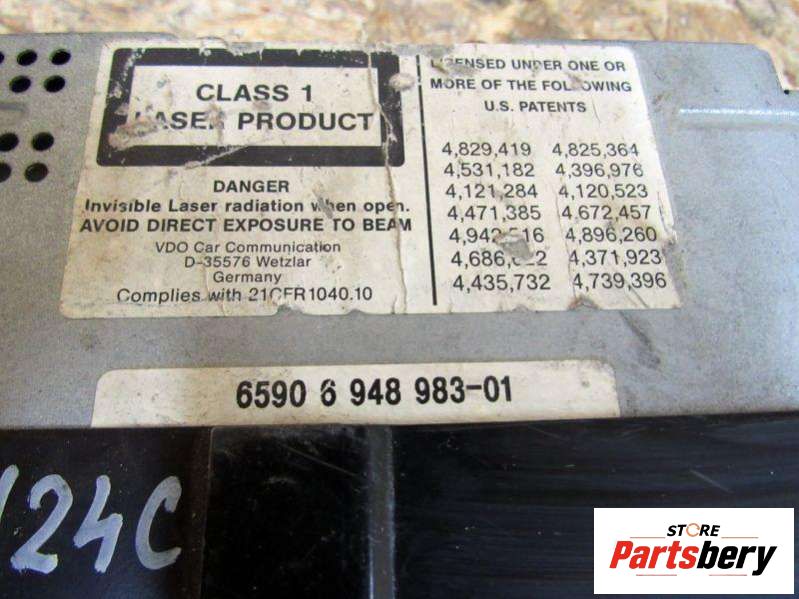 CLASS 1
LASER PRODUCT
DANGER
Invisible Laser radiation when open.
AVOID DIRECT EXPOSURE TO BEAM
VDO Car Communication
D-35576 Wetzlar
Germany
Complies with 21CFR1040.10
LICENSED UNDER ONE OR
MORE OF THE FOLLOWING
U.S. PATENTS
4,829,419 4,825,364
4,531,182 4,396,976
4,121,284 4,120,523
4,471,385 4,672,457
4,896,260
4,371,923
4,435,732 4,739,396
6590 6 948 983-01
124C
STORE
Partsbery